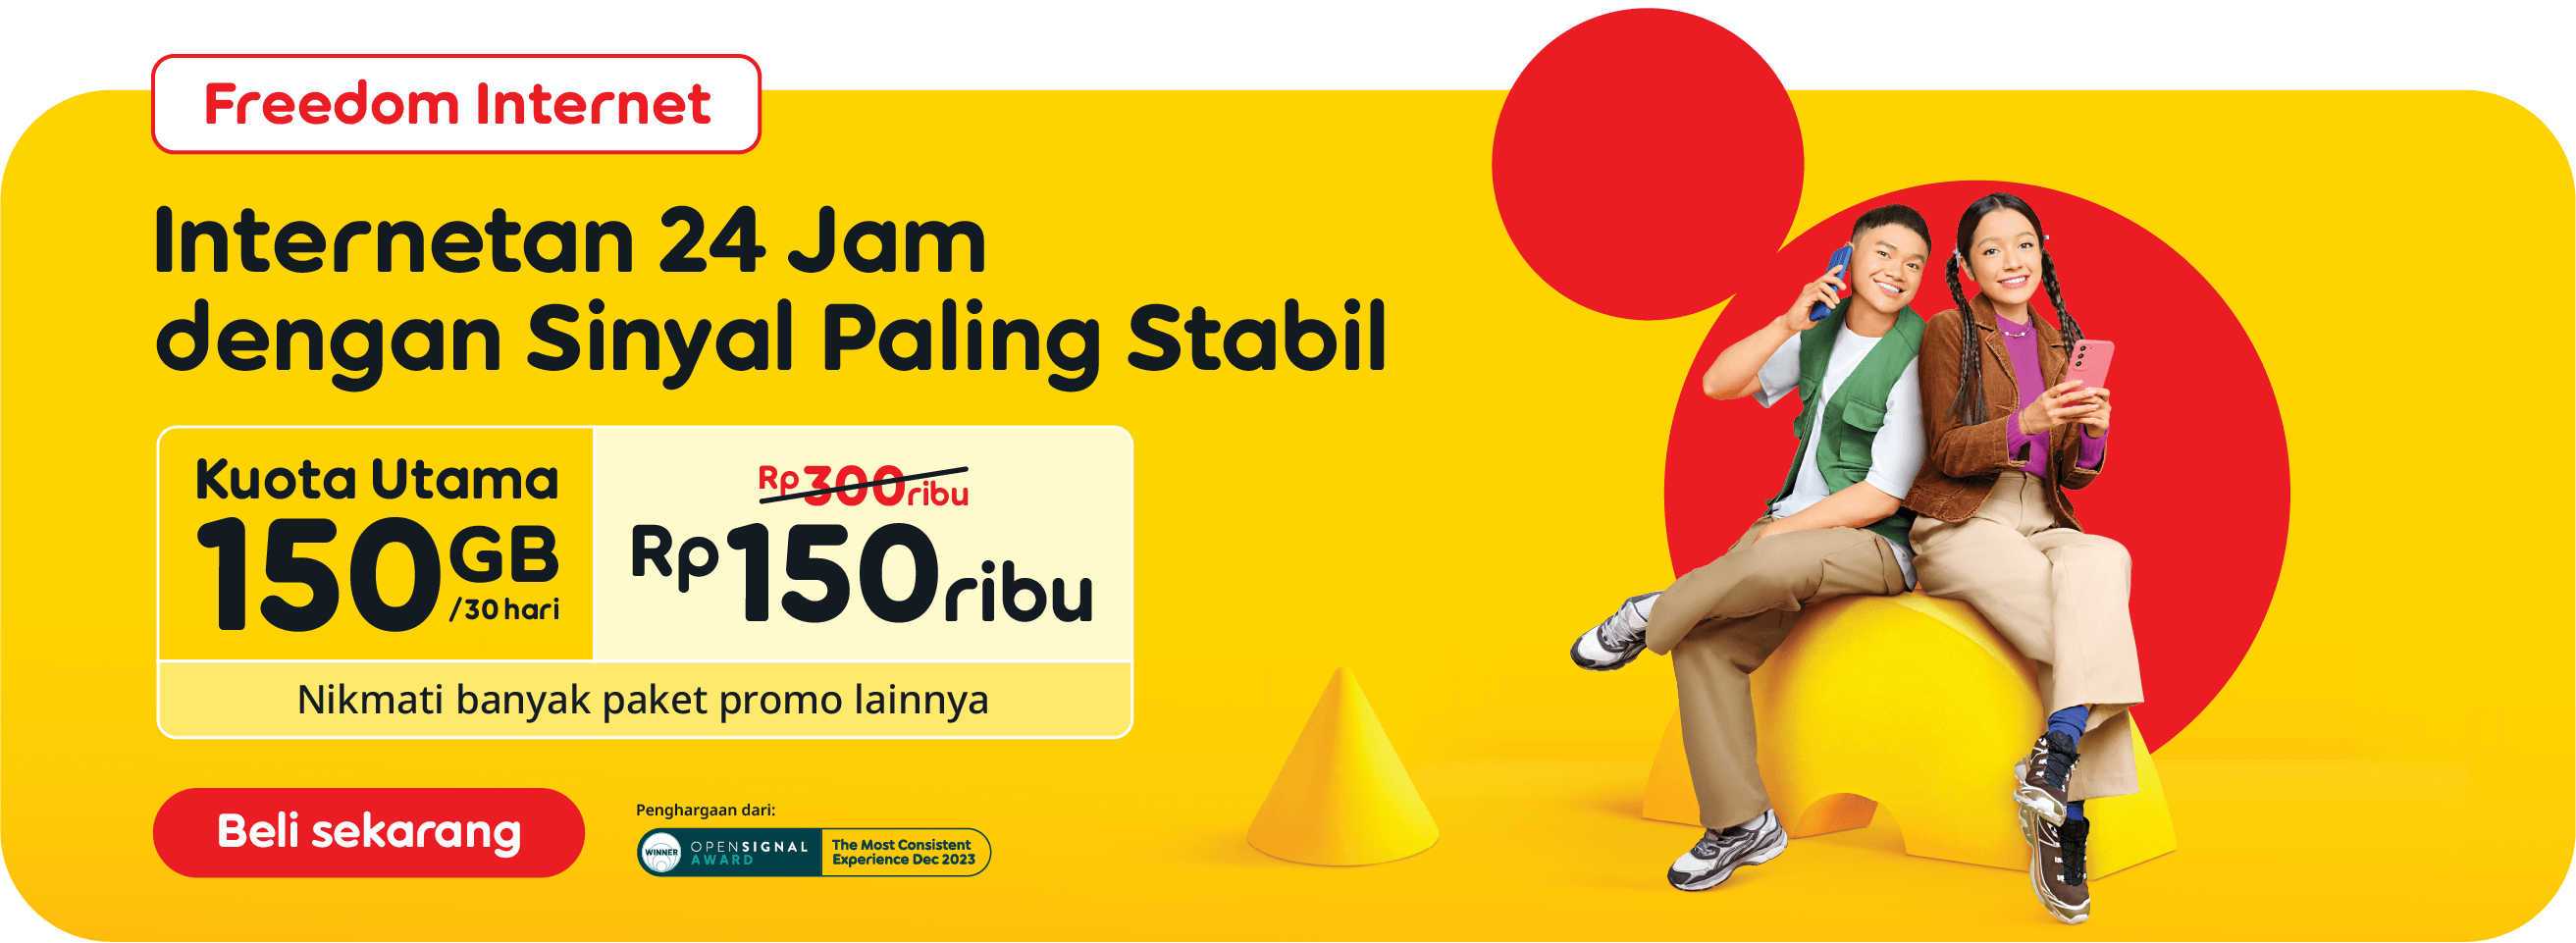 Freedom Internet
Internetan 24 Jam
dengan Sinyal Paling Stabil
Kuota Utama
150GB
/30 hari
Rp300ribu
Rp150ribu
Nikmati banyak paket promo lainnya
Beli sekarang
Penghargaan dari:
WINNER
OPENSIGNAL
AWARD
The Most Consistent
Experience Dec 2023